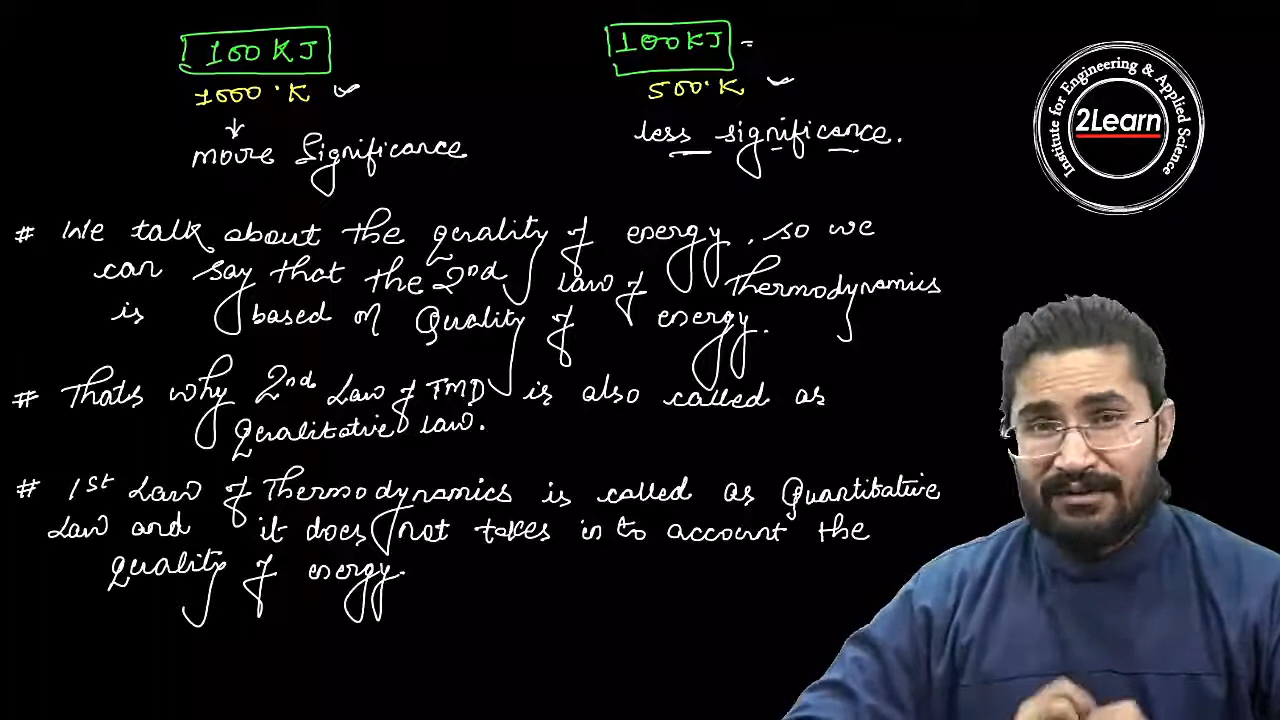 100 KJ
1000 · K
more Significance
100 KJ =
500 · K
less significance.
# We talk about the quality of energy, so we
can say that the 2nd law of Thermodynamics
is based on Quality of energy.
# Thats why 2nd Law of TMD is also called as
Qualitative law.
# 1st Law of Thermodynamics is called as Quantitative
Law and it does not takes in to account the
quality of energy.
Institute for Engineering & Applied Science
2Learn